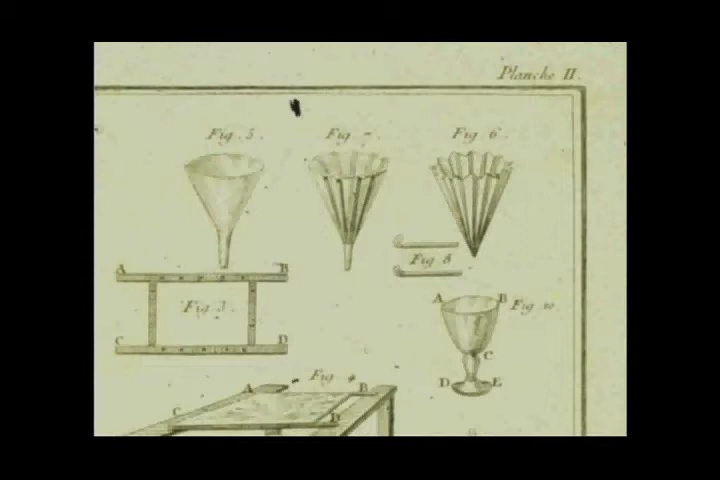 Planche II.
Fig. 5.
Fig. 7.
Fig. 6.
Fig 8
A B
Fig. 3.
C D
A B
Fig. 10
C
D E
Fig 4
A B
C D